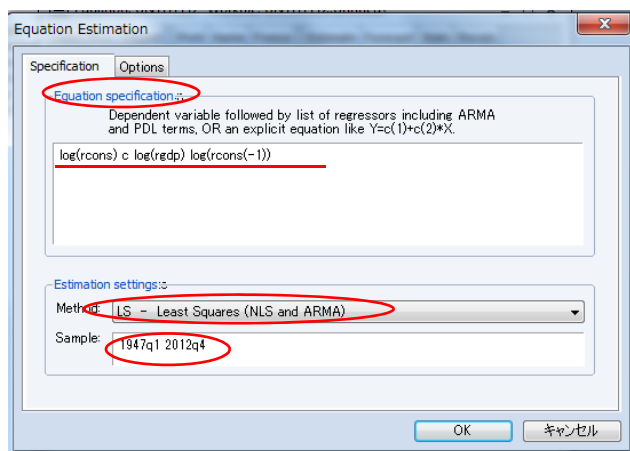 Equation Estimation
Specification
Options
Equation specification
Dependent variable followed by list of regressors including ARMA
and PDL terms, OR an explicit equation like Y=c(1)+c(2)*X.
log(rcons) c log(rgdp) log(rcons(-1))
Estimation settings:
Method: LS - Least Squares (NLS and ARMA)
Sample: 1947q1 2012q4
OK
キャンセル